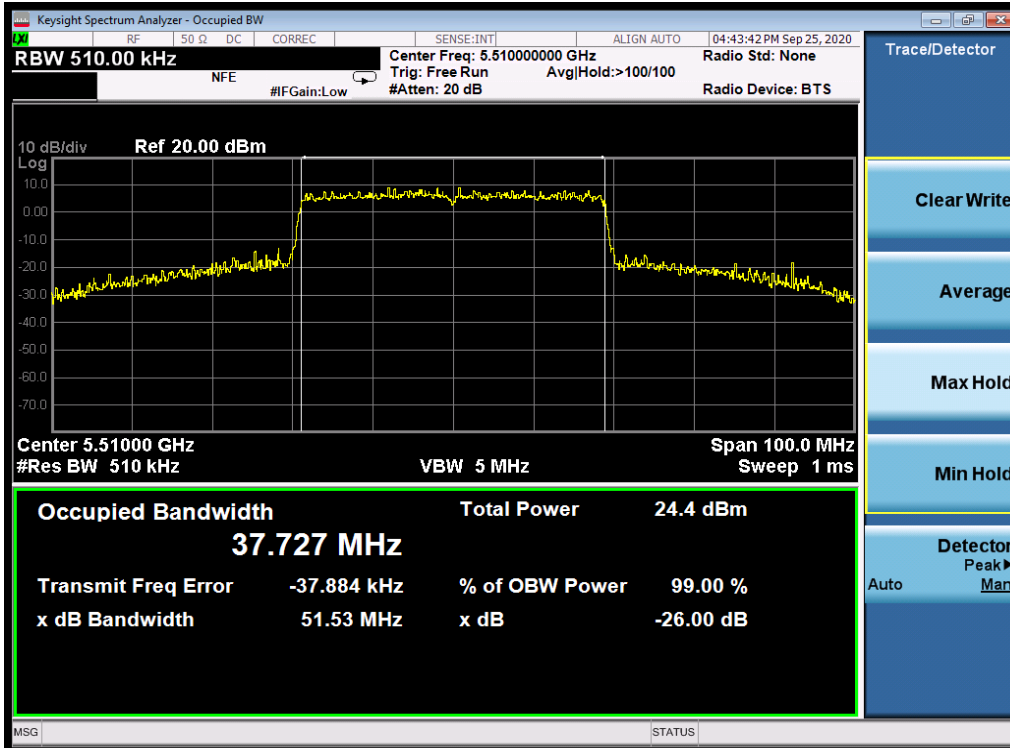 Keysight Spectrum Analyzer - Occupied BW
LXI RF 50 Ω DC CORREC SENSE:INT ALIGN AUTO 04:43:42 PM Sep 25, 2020
RBW 510.00 kHz
NFE
#IFGain:Low
Center Freq: 5.510000000 GHz
Trig: Free Run Avg|Hold:>100/100
#Atten: 20 dB
Radio Std: None
Radio Device: BTS
10 dB/div Ref 20.00 dBm
Log
10.0
0.00
-10.0
-20.0
-30.0
-40.0
-50.0
-60.0
-70.0
Center 5.51000 GHz Span 100.0 MHz
#Res BW 510 kHz VBW 5 MHz Sweep 1 ms
Occupied Bandwidth Total Power 24.4 dBm
37.727 MHz
Transmit Freq Error -37.884 kHz % of OBW Power 99.00 %
x dB Bandwidth 51.53 MHz x dB -26.00 dB
MSG STATUS
Trace/Detector
Clear Write
Average
Max Hold
Min Hold
Detector
Peak
Auto Man